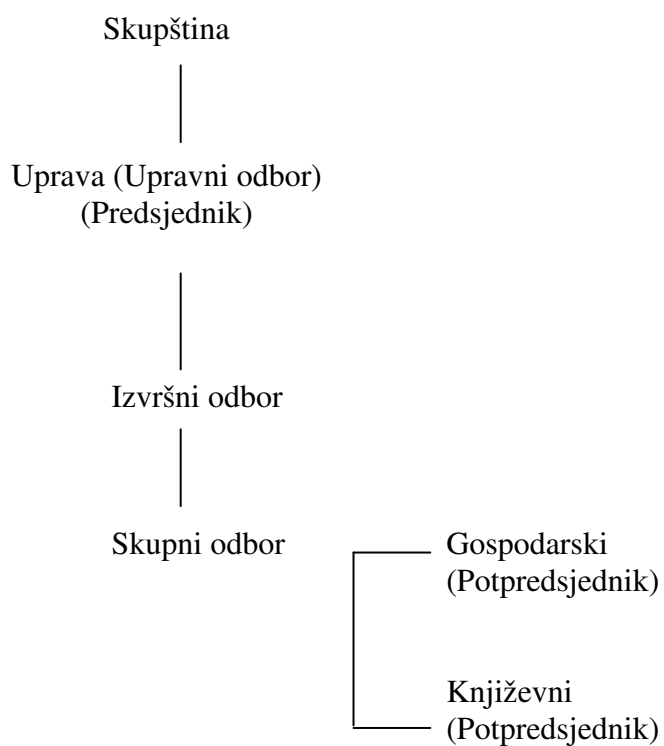 Skupština
Uprava (Upravni odbor)
(Predsjednik)
Izvršni odbor
Skupni odbor
Gospodarski
(Potpredsjednik)
Književni
(Potpredsjednik)